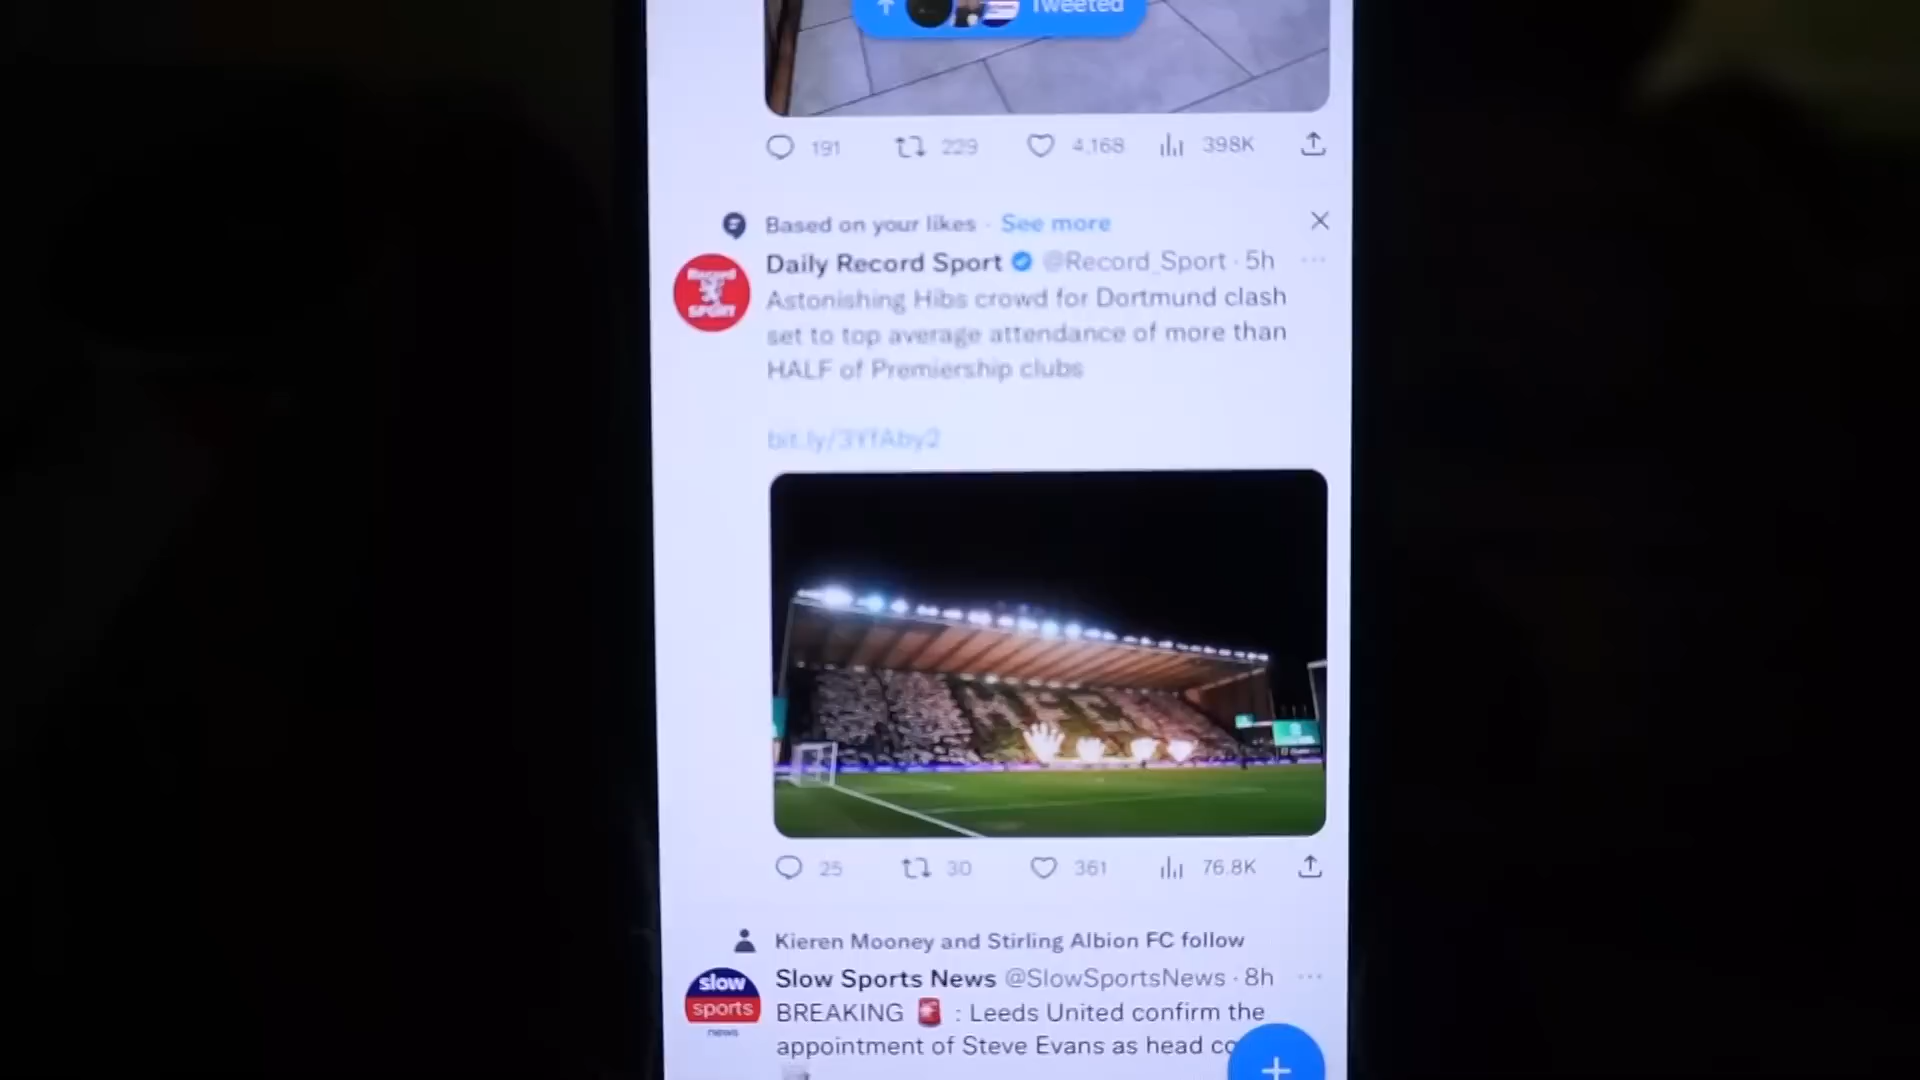 Tweeted
191 229 4,168 398K
Based on your likes · See more
Daily Record Sport @Record_Sport · 5h
Record
SPORT
Astonishing Hibs crowd for Dortmund clash
set to top average attendance of more than
HALF of Premiership clubs
bit.ly/3YfAby2
25 30 361 76.8K
Kieren Mooney and Stirling Albion FC follow
Slow Sports News @SlowSportsNews · 8h
slow
sports
news
BREAKING : Leeds United confirm the
appointment of Steve Evans as head